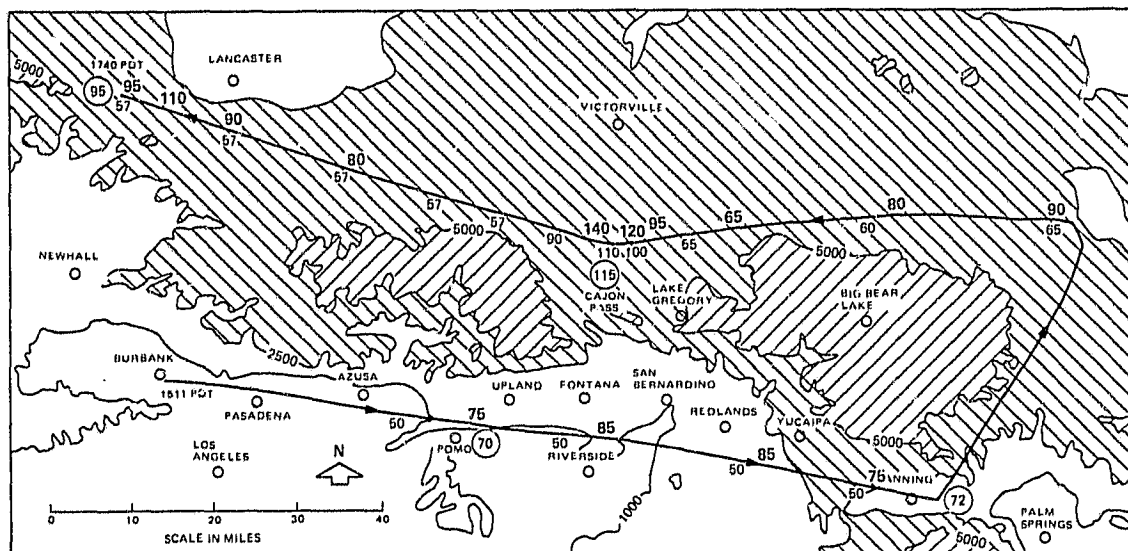 LANCASTER
1740 PDT
5000
95
95
57
110
90
57
VICTORVILLE
80
57
57
57
5000
90
140
120
95
65
80
90
110
100
65
60
65
5000
115
CAJON
PASS
LAKE
GREGORY
BIG BEAR
LAKE
NEWHALL
2500
BURBANK
1611 PDT
AZUSA
PASADENA
UPLAND
FONTANA
SAN
BERNARDINO
REDLANDS
YUCAIPA
50
75
POMO
70
50
85
RIVERSIDE
50
85
5000
75
ANNING
50
72
LOS
ANGELES
N
1000
PALM
SPRINGS
5000
0 10 20 30 40
SCALE IN MILES